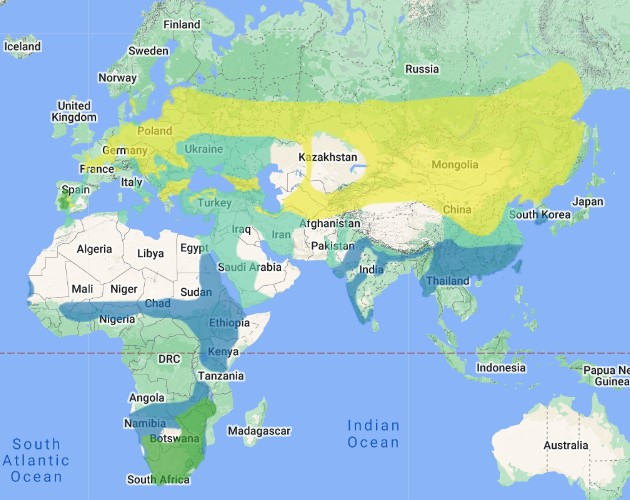 Finland
Iceland
Sweden
Norway
Russia
United
Kingdom
Poland
Germany
Ukraine
France
Kazakhstan
Mongolia
Italy
Spain
Turkey
China
Japan
South Korea
Afghanistan
Iraq
Iran
Algeria
Libya
Egypt
Pakistan
Saudi Arabia
India
Mali
Niger
Sudan
Thailand
Chad
Nigeria
Ethiopia
DRC
Kenya
Indonesia
Papua Ne
Guinea
Tanzania
Angola
Namibia
Madagascar
Indian
Ocean
Botswana
South
Atlantic
Ocean
Australia
South Africa